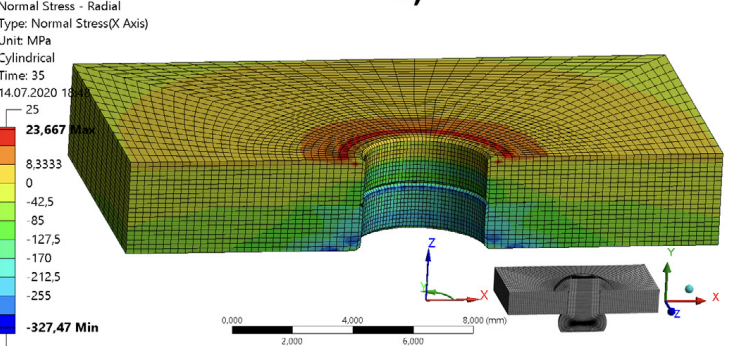 Normal Stress - Radial
Type: Normal Stress(X Axis)
Unit: MPa
Cylindrical
Time: 35
14.07.2020 18:
25
23,667 Max
8,3333
0
-42,5
-85
-127,5
-170
-212,5
-255
-327,47 Min
Z
Y
X
Y
X
Z
0,000
4,000
8,000 (mm)
2,000
6,000